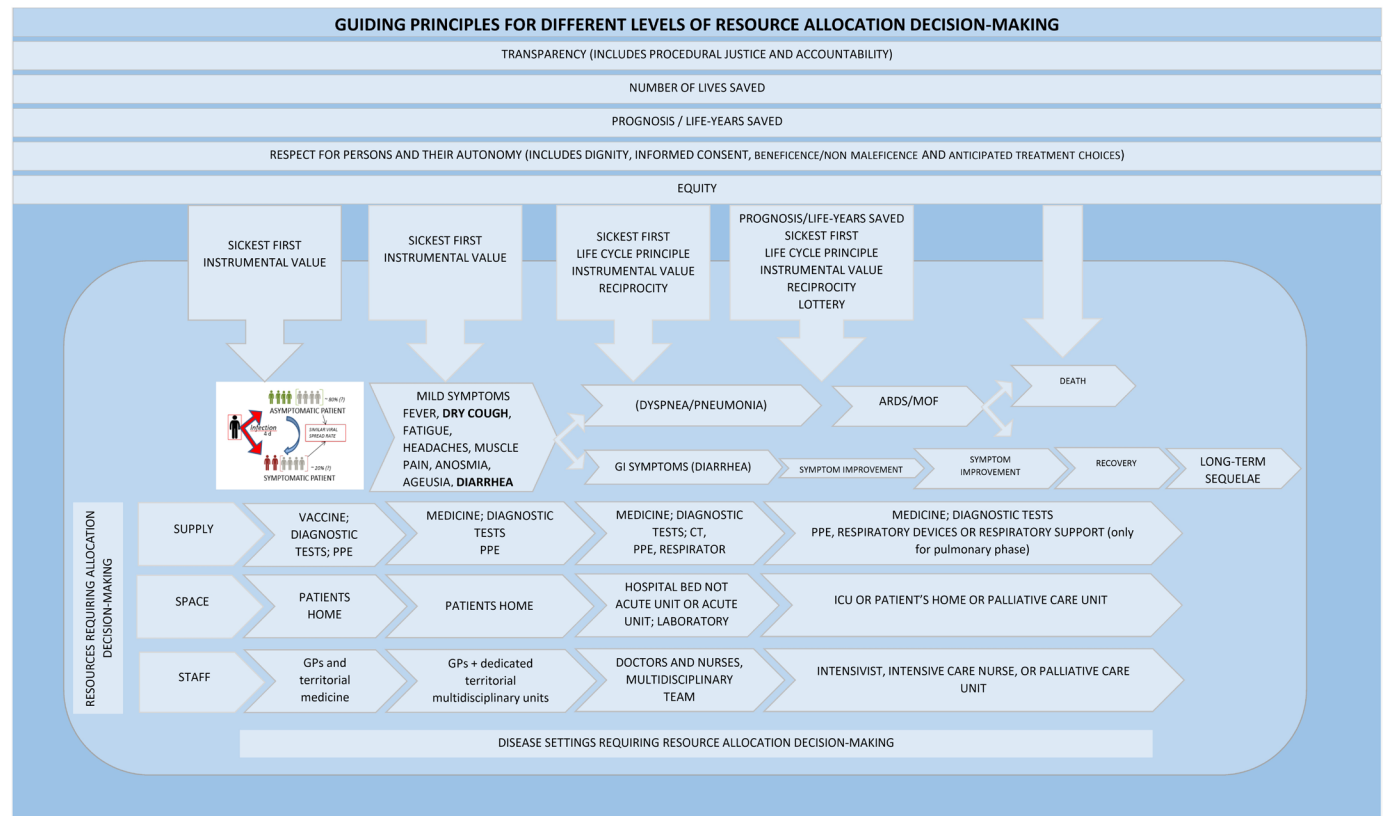 GUIDING PRINCIPLES FOR DIFFERENT LEVELS OF RESOURCE ALLOCATION DECISION-MAKING
TRANSPARENCY (INCLUDES PROCEDURAL JUSTICE AND ACCOUNTABILITY)
NUMBER OF LIVES SAVED
PROGNOSIS / LIFE-YEARS SAVED
RESPECT FOR PERSONS AND THEIR AUTONOMY (INCLUDES DIGNITY, INFORMED CONSENT, BENEFICENCE/NON MALEFICENCE AND ANTICIPATED TREATMENT CHOICES)
EQUITY
SICKEST FIRST
INSTRUMENTAL VALUE
SICKEST FIRST
INSTRUMENTAL VALUE
SICKEST FIRST
LIFE CYCLE PRINCIPLE
INSTRUMENTAL VALUE
RECIPROCITY
PROGNOSIS/LIFE-YEARS SAVED
SICKEST FIRST
LIFE CYCLE PRINCIPLE
INSTRUMENTAL VALUE
RECIPROCITY
LOTTERY
~ 80% [?]
ASYMPTOMATIC PATIENT
Infection
4 d
SIMILAR VIRAL
SPREAD RATE
~ 20% [?]
SYMPTOMATIC PATIENT
MILD SYMPTOMS
FEVER, DRY COUGH,
FATIGUE,
HEADACHES, MUSCLE
PAIN, ANOSMIA,
AGEUSIA, DIARRHEA
(DYSPNEA/PNEUMONIA)
ARDS/MOF
DEATH
GI SYMPTOMS (DIARRHEA)
SYMPTOM IMPROVEMENT
SYMPTOM
IMPROVEMENT
RECOVERY
LONG-TERM
SEQUELAE
RESOURCES REQUIRING ALLOCATION
DECISION-MAKING
SUPPLY
VACCINE;
DIAGNOSTIC
TESTS; PPE
MEDICINE; DIAGNOSTIC
TESTS
PPE
MEDICINE; DIAGNOSTIC
TESTS; CT,
PPE, RESPIRATOR
MEDICINE; DIAGNOSTIC TESTS
PPE, RESPIRATORY DEVICES OR RESPIRATORY SUPPORT (only
for pulmonary phase)
SPACE
PATIENTS
HOME
PATIENTS HOME
HOSPITAL BED NOT
ACUTE UNIT OR ACUTE
UNIT; LABORATORY
ICU OR PATIENT'S HOME OR PALLIATIVE CARE UNIT
STAFF
GPs and
territorial
medicine
GPs + dedicated
territorial
multidisciplinary units
DOCTORS AND NURSES,
MULTIDISCIPLINARY
TEAM
INTENSIVIST, INTENSIVE CARE NURSE, OR PALLIATIVE CARE
UNIT
DISEASE SETTINGS REQUIRING RESOURCE ALLOCATION DECISION-MAKING